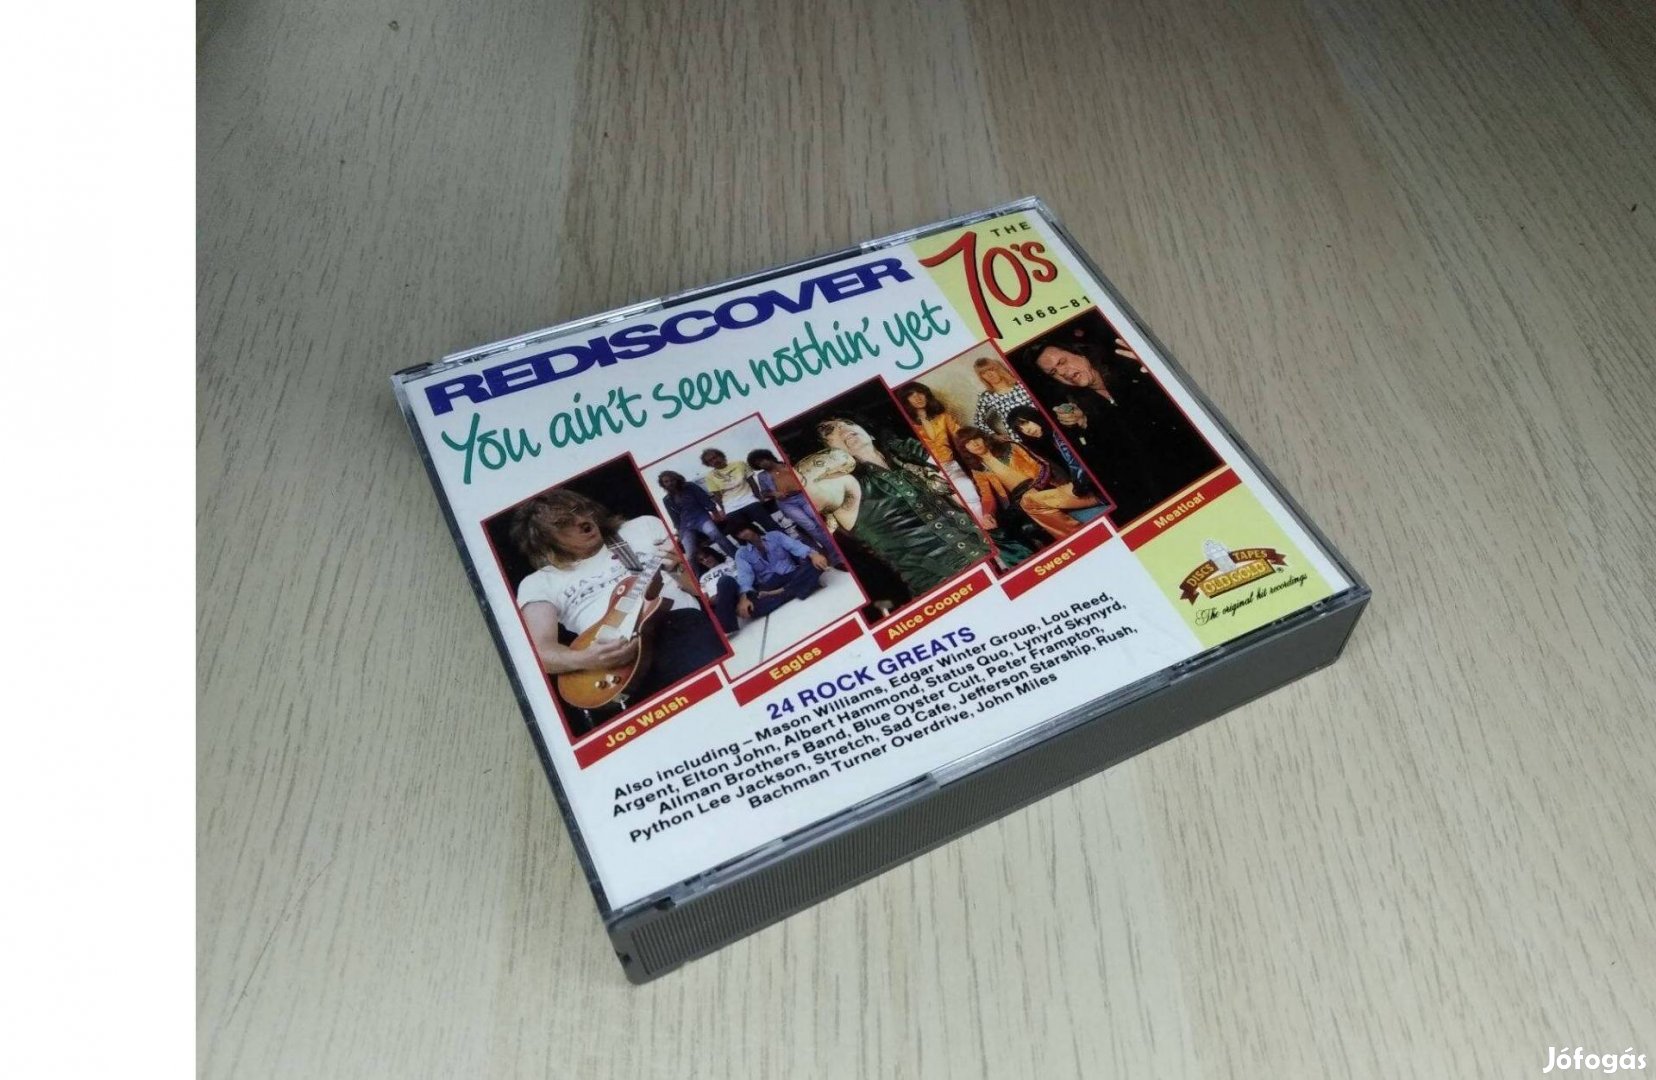 REDISCOVER
THE
70's
1968-81
You ain't seen nothin' yet
Joe Walsh
Eagles
Alice Cooper
Sweet
Meatloaf
24 ROCK GREATS
Also including – Mason Williams, Edgar Winter Group, Lou Reed,
Argent, Elton John, Albert Hammond, Status Quo, Lynyrd Skynyrd,
Allman Brothers Band, Blue Oyster Cult, Peter Frampton,
Python Lee Jackson, Stretch, Sad Cafe, Jefferson Starship, Rush,
Bachman Turner Overdrive, John Miles
DISCS TAPES
OLD GOLD
The original hit recordings
Jófogás